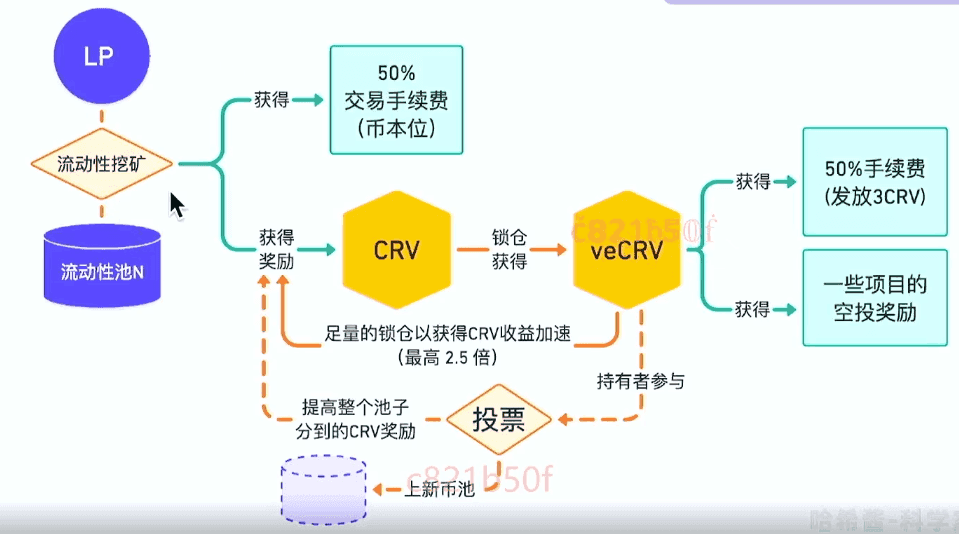 LP
流动性挖矿
流动性池N
获得
50%
交易手续费
(币本位)
获得
奖励
CRV
锁仓
获得
veCRV
c821b50f
获得
50%手续费
(发放3CRV)
获得
一些项目的
空投奖励
足量的锁仓以获得CRV收益加速
(最高 2.5 倍)
持有者参与
投票
提高整个池子
分到的CRV奖励
上新币池
c821b50f
哈希酱-科学